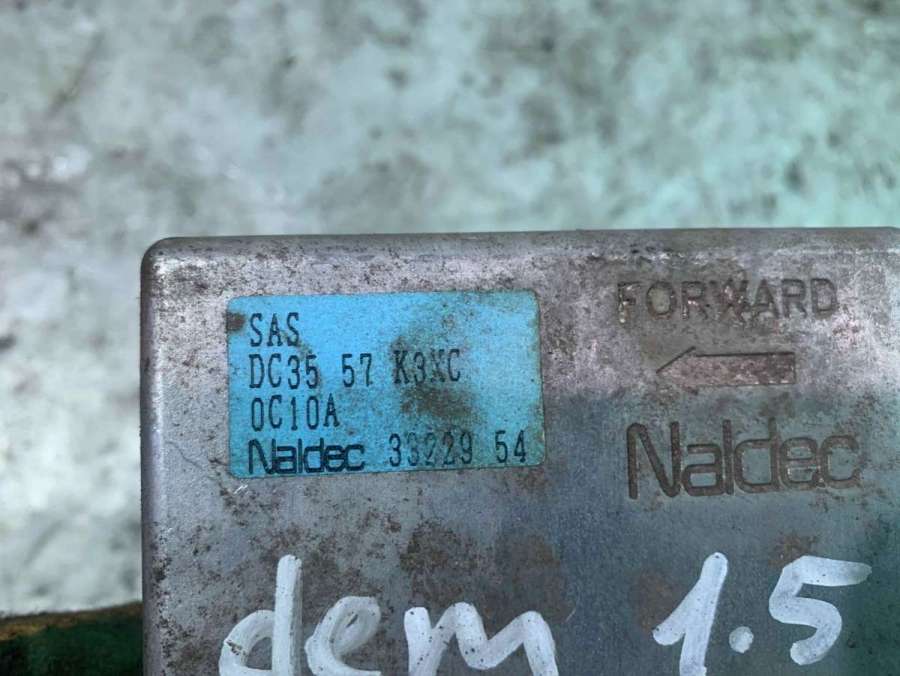 SAS
DC35 57 K3XC
0C10A
Naldec 33229 54
FORWARD
Naldec
dem 1.5